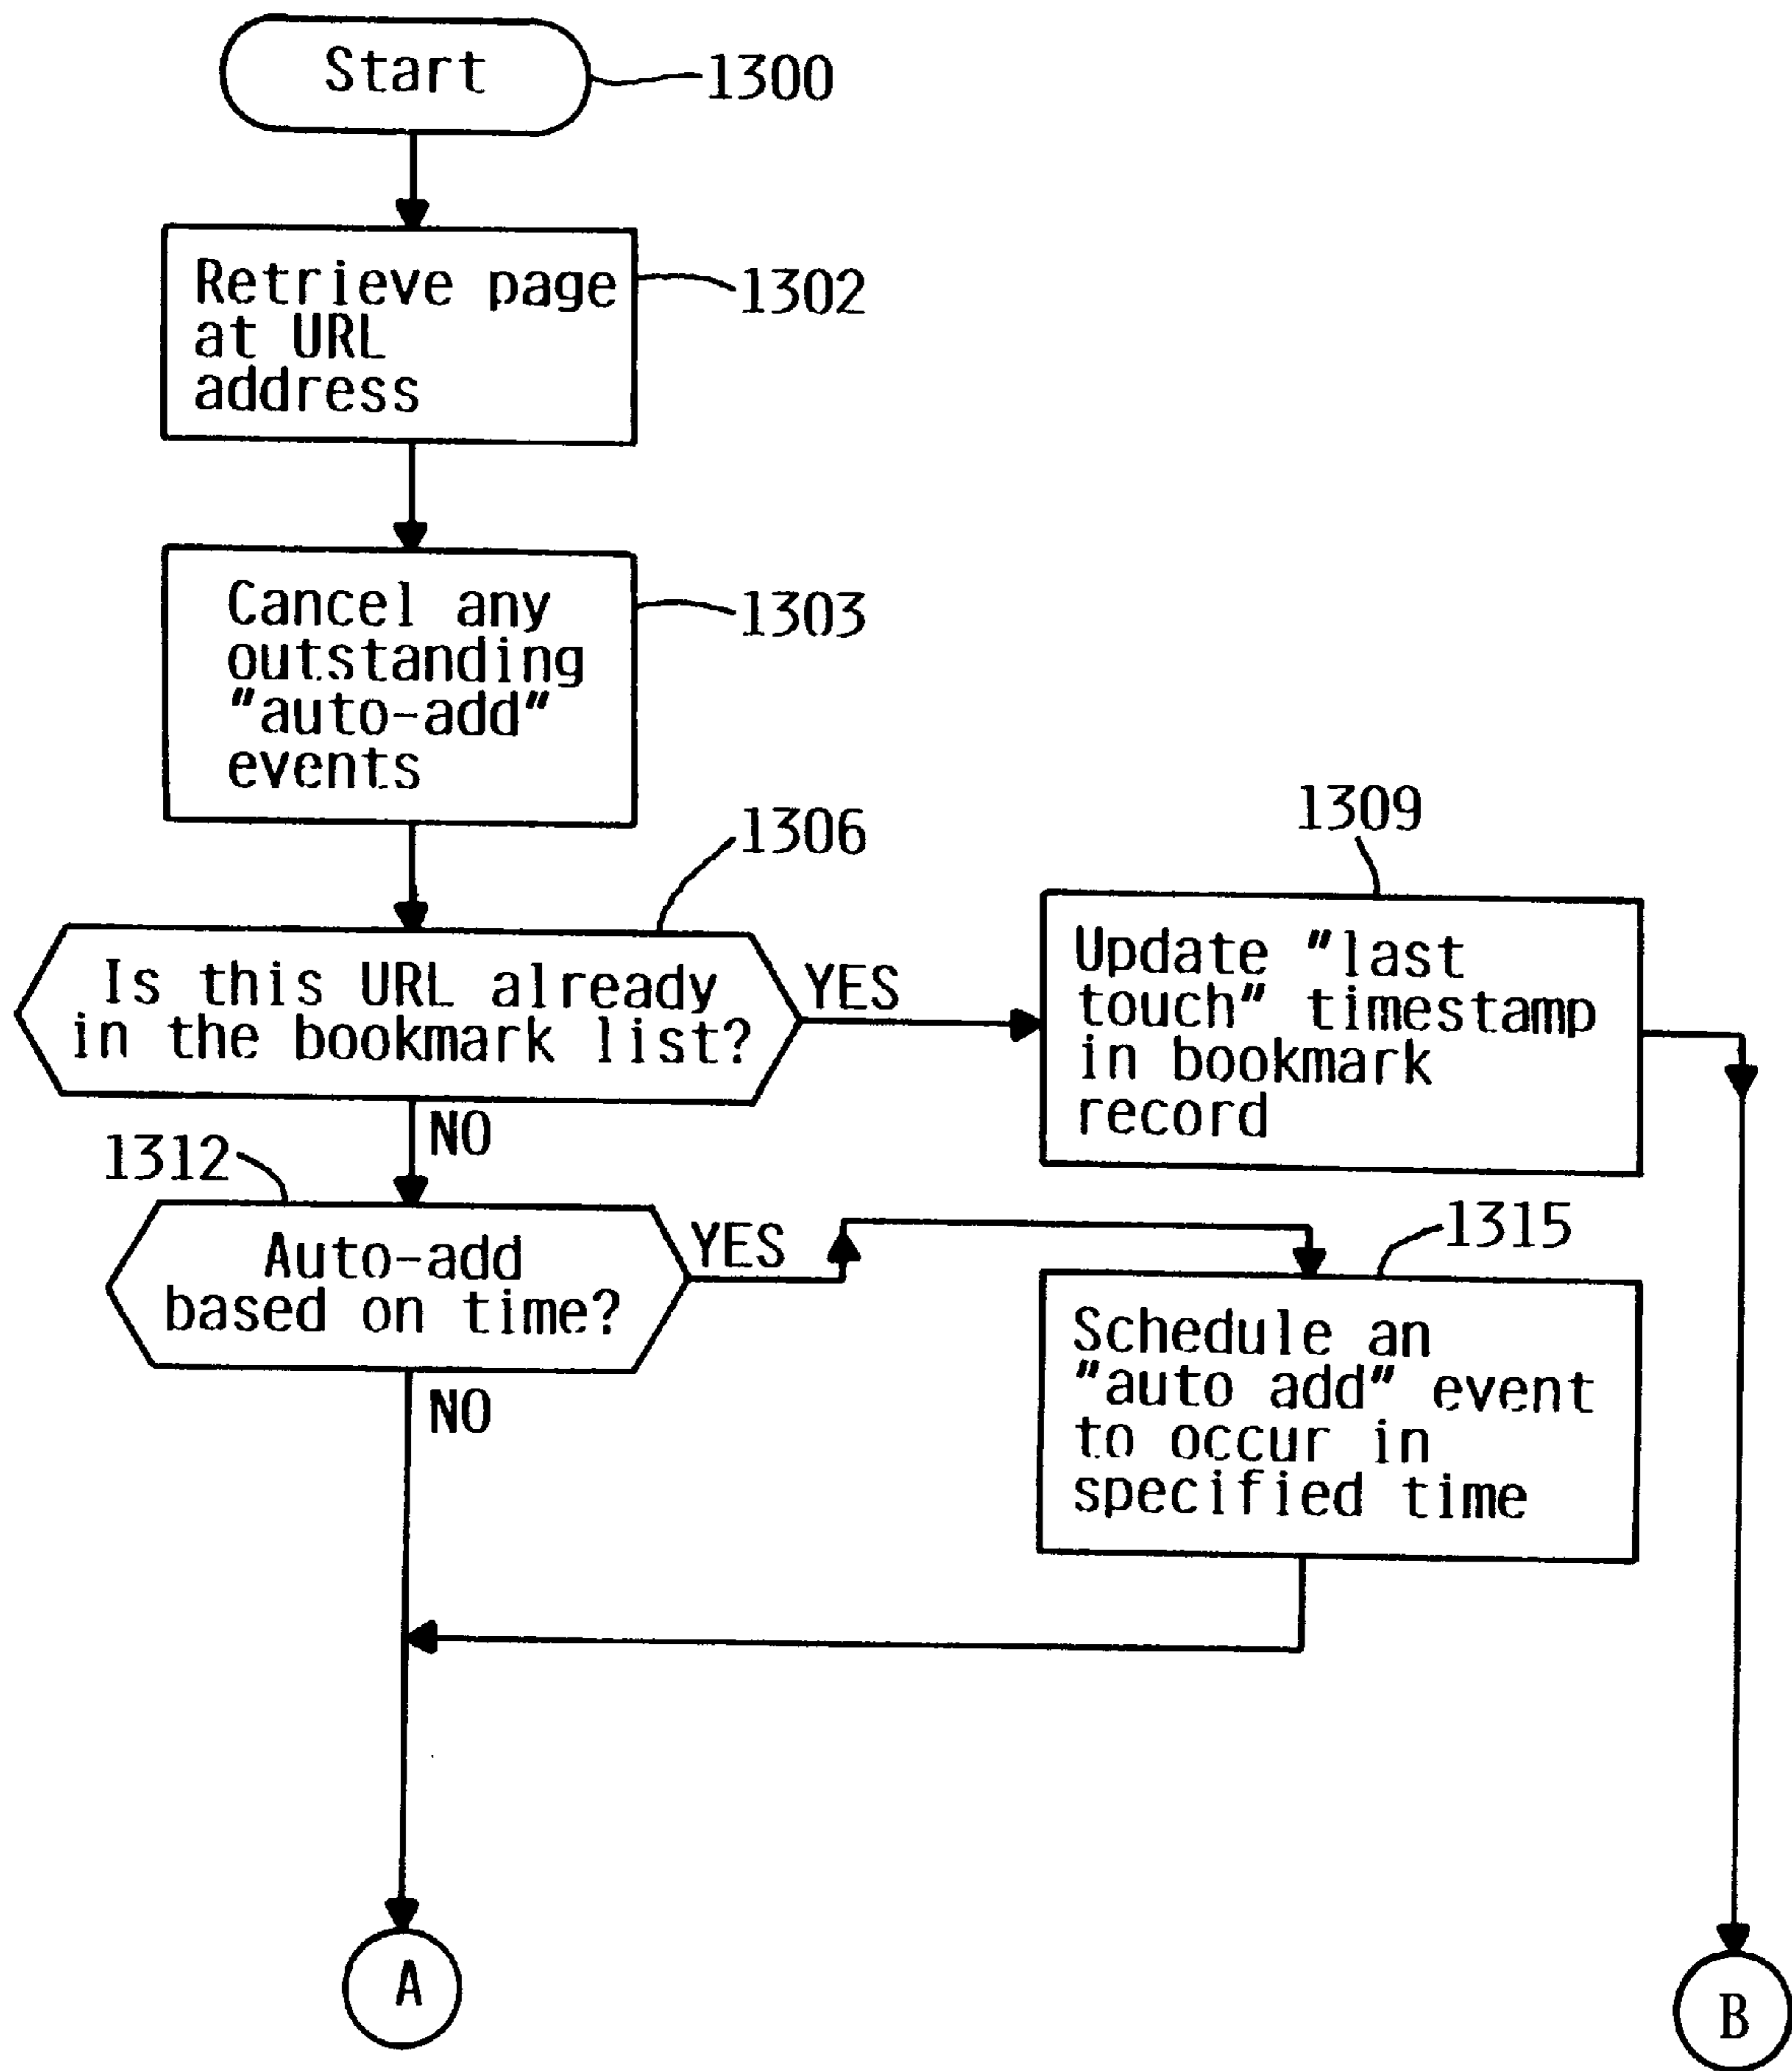 Start
1300
Retrieve page
at URL
address
1302
Cancel any
outstanding
"auto-add"
events
1303
1306
Is this URL already
in the bookmark list?
YES
NO
1309
Update "last
touch" timestamp
in bookmark
record
1312
Auto-add
based on time?
YES
NO
1315
Schedule an
"auto add" event
to occur in
specified time
A
B